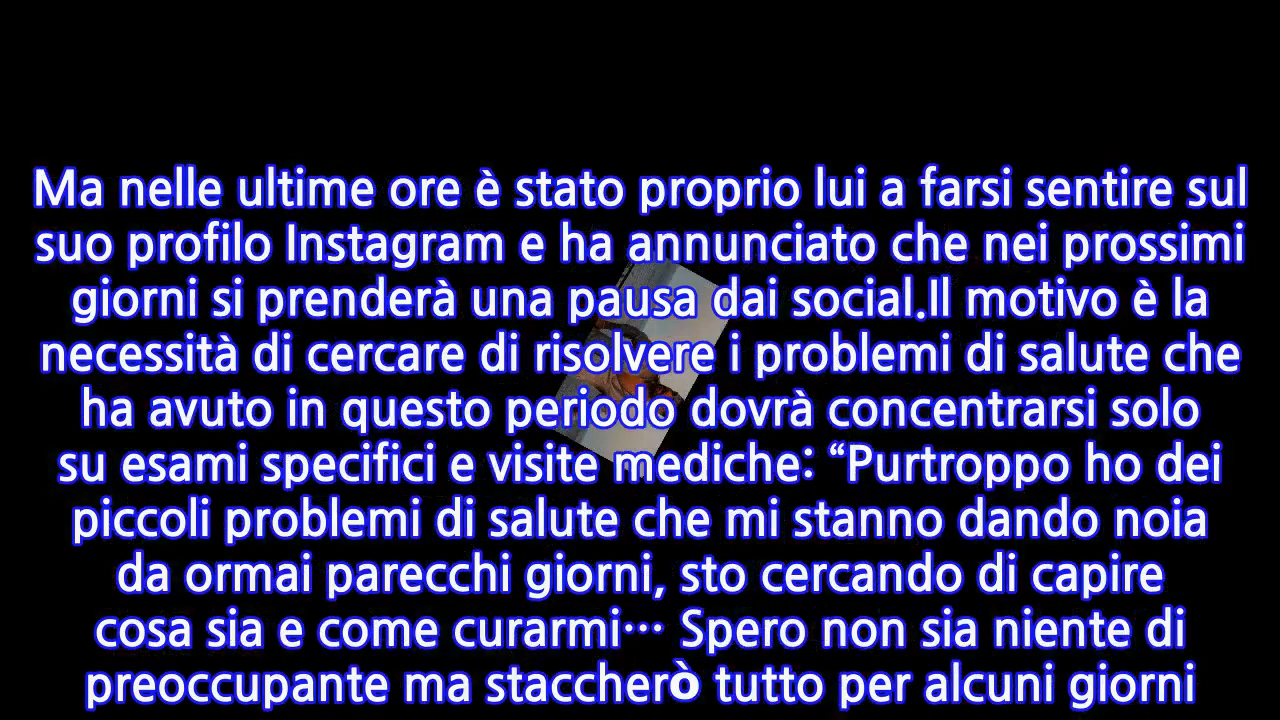 Ma nelle ultime ore è stato proprio lui a farsi sentire sul
suo profilo Instagram e ha annunciato che nei prossimi
giorni si prenderà una pausa dai social.Il motivo è la
necessità di cercare di risolvere i problemi di salute che
ha avuto in questo periodo dovrà concentrarsi solo
su esami specifici e visite mediche: “Purtroppo ho dei
piccoli problemi di salute che mi stanno dando noia
da ormai parecchi giorni, sto cercando di capire
cosa sia e come curarmi… Spero non sia niente di
preoccupante ma staccherò tutto per alcuni giorni